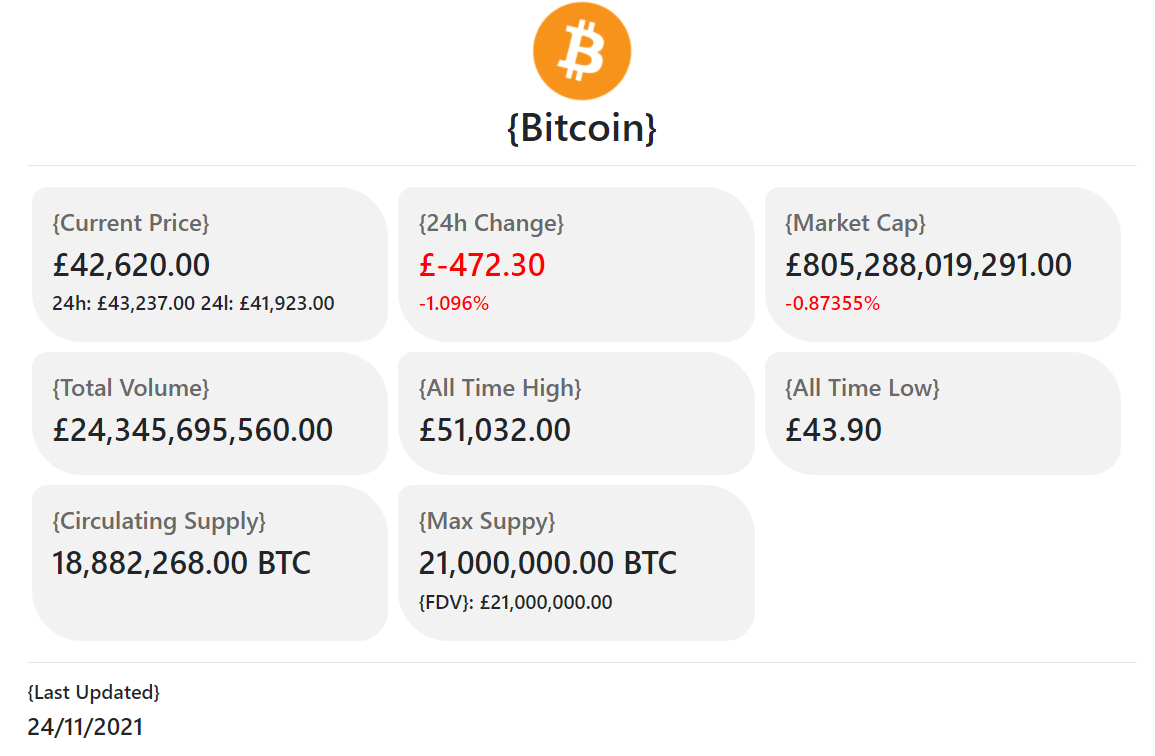 {Bitcoin}
{Current Price}
£42,620.00
24h: £43,237.00 24l: £41,923.00
{24h Change}
£-472.30
-1.096%
{Market Cap}
£805,288,019,291.00
-0.87355%
{Total Volume}
£24,345,695,560.00
{All Time High}
£51,032.00
{All Time Low}
£43.90
{Circulating Supply}
18,882,268.00 BTC
{Max Suppy}
21,000,000.00 BTC
{FDV}: £21,000,000.00
{Last Updated}
24/11/2021